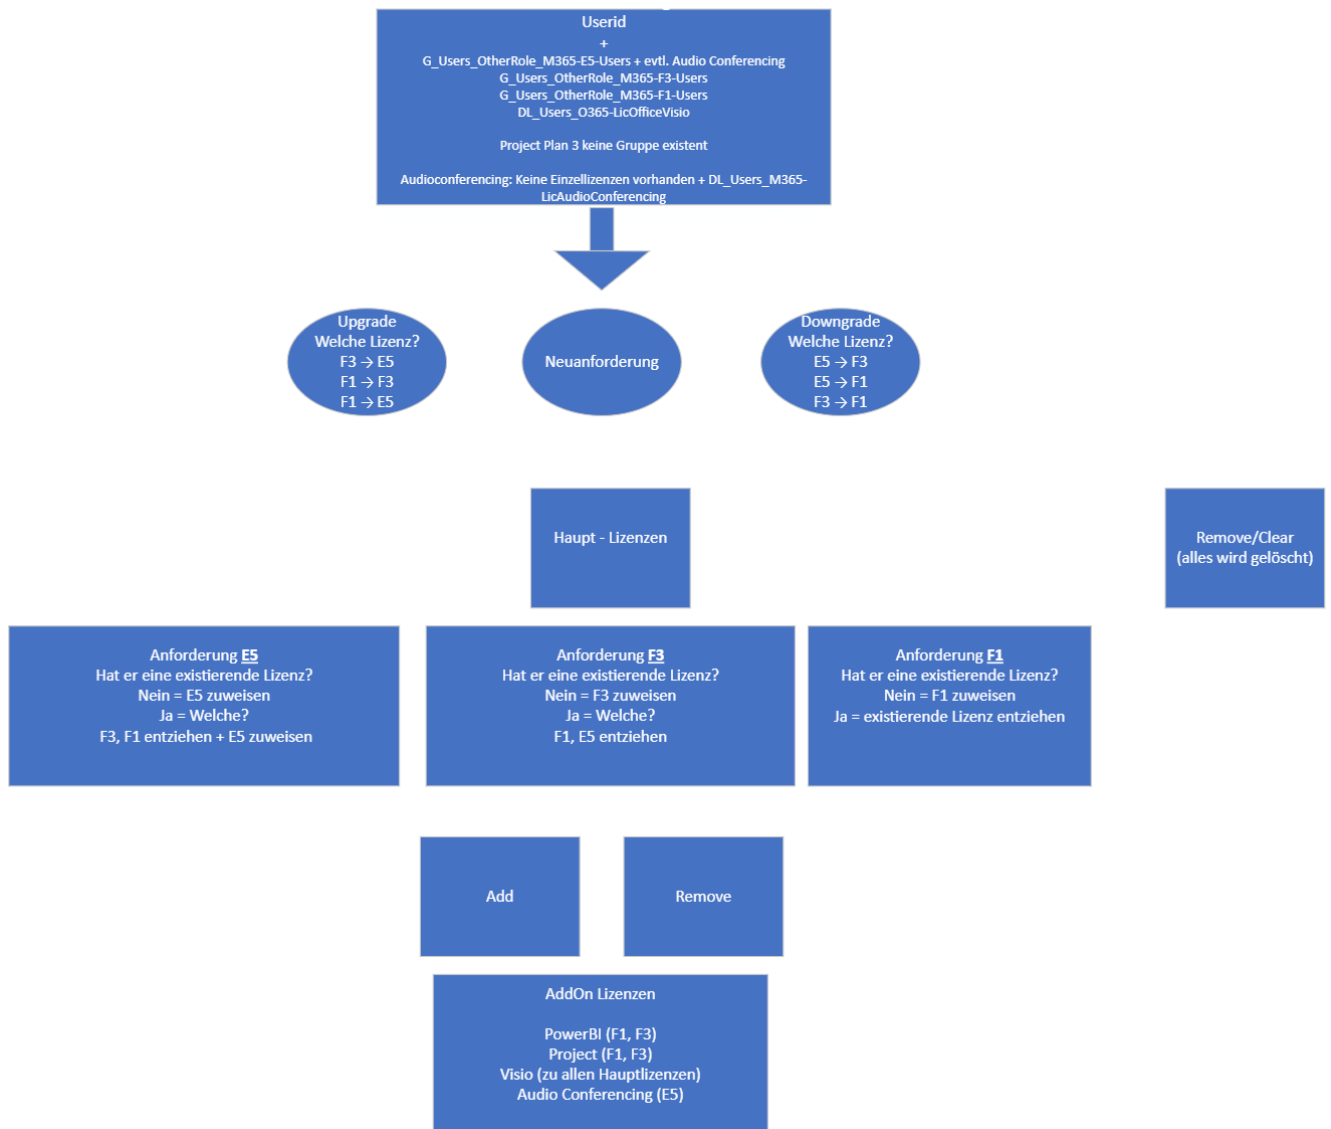 Userid
+
G_Users_OtherRole_M365-E5-Users + evtl. Audio Conferencing
G_Users_OtherRole_M365-F3-Users
G_Users_OtherRole_M365-F1-Users
DL_Users_O365-LicOfficeVisio
Project Plan 3 keine Gruppe existent
Audioconferencing: Keine Einzellizenzen vorhanden + DL_Users_M365-
LicAudioConferencing
Upgrade
Welche Lizenz?
F3 → E5
F1 → F3
F1 → E5
Neuanforderung
Downgrade
Welche Lizenz?
E5 → F3
E5 → F1
F3 → F1
Haupt - Lizenzen
Remove/Clear
(alles wird gelöscht)
Anforderung E5
Hat er eine existierende Lizenz?
Nein = E5 zuweisen
Ja = Welche?
F3, F1 entziehen + E5 zuweisen
Anforderung F3
Hat er eine existierende Lizenz?
Nein = F3 zuweisen
Ja = Welche?
F1, E5 entziehen
Anforderung F1
Hat er eine existierende Lizenz?
Nein = F1 zuweisen
Ja = existierende Lizenz entziehen
Add
Remove
AddOn Lizenzen
PowerBI (F1, F3)
Project (F1, F3)
Visio (zu allen Hauptlizenzen)
Audio Conferencing (E5)